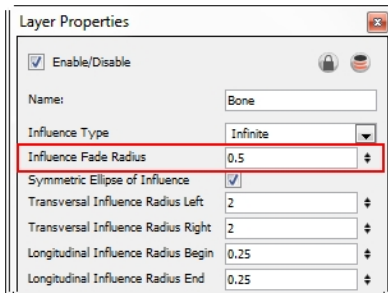 Layer Properties
Enable/Disable
Name: Bone
Influence Type Infinite
Influence Fade Radius 0.5
Symmetric Ellipse of Influence
Transversal Influence Radius Left 2
Transversal Influence Radius Right 2
Longitudinal Influence Radius Begin 0.25
Longitudinal Influence Radius End 0.25